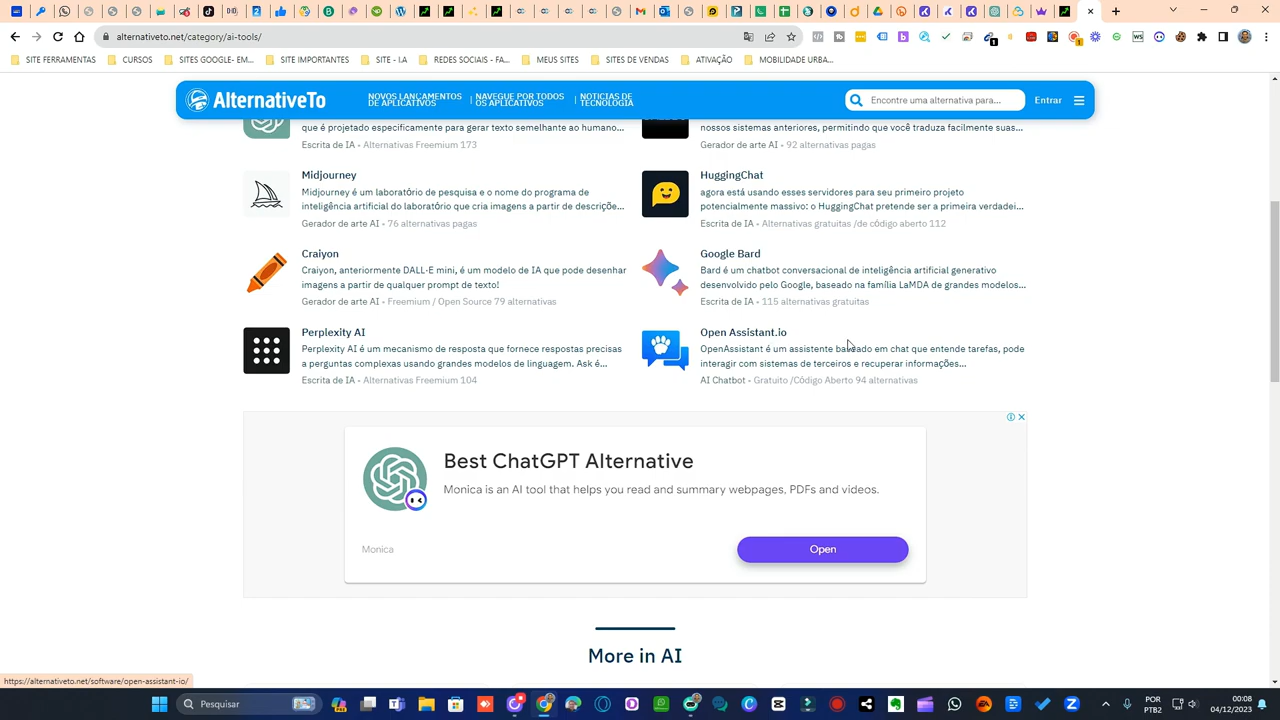 alternativeto.net/category/ai-tools/
SITE FERRAMENTAS CURSOS SITES GOOGLE- EM... SITE IMPORTANTES SITE - I.A REDES SOCIAIS - FA... MEUS SITES SITES DE VENDAS ATIVAÇÃO MOBILIDADE URBA...
AlternativeTo
NOVOS LANÇAMENTOS DE APLICATIVOS
NAVEGUE POR TODOS OS APLICATIVOS
NOTICIAS DE TECNOLOGIA
Encontre uma alternativa para...
Entrar
que é projetado especificamente para gerar texto semelhante ao humano...
Escrita de IA • Alternativas Freemium 173
nossos sistemas anteriores, permitindo que você traduza facilmente suas...
Gerador de arte AI • 92 alternativas pagas
Midjourney
Midjourney é um laboratório de pesquisa e o nome do programa de
inteligência artificial do laboratório que cria imagens a partir de descriçõe...
Gerador de arte AI • 76 alternativas pagas
HuggingChat
agora está usando esses servidores para seu primeiro projeto
potencialmente massivo: o HuggingChat pretende ser a primeira verdadei...
Escrita de IA • Alternativas gratuitas /de código aberto 112
Craiyon
Craiyon, anteriormente DALL·E mini, é um modelo de IA que pode desenhar
imagens a partir de qualquer prompt de texto!
Gerador de arte AI • Freemium / Open Source 79 alternativas
Google Bard
Bard é um chatbot conversacional de inteligência artificial generativo
desenvolvido pelo Google, baseado na família LaMDA de grandes modelos...
Escrita de IA • 115 alternativas gratuitas
Perplexity AI
Perplexity AI é um mecanismo de resposta que fornece respostas precisas
a perguntas complexas usando grandes modelos de linguagem. Ask é...
Escrita de IA • Alternativas Freemium 104
Open Assistant.io
OpenAssistant é um assistente baseado em chat que entende tarefas, pode
interagir com sistemas de terceiros e recuperar informações...
AI Chatbot • Gratuito /Código Aberto 94 alternativas
Best ChatGPT Alternative
Monica is an AI tool that helps you read and summary webpages, PDFs and videos.
Monica
Open
More in AI
https://alternativeto.net/software/open-assistant-io/
Pesquisar
POR
PTB2
00:08
04/12/2023